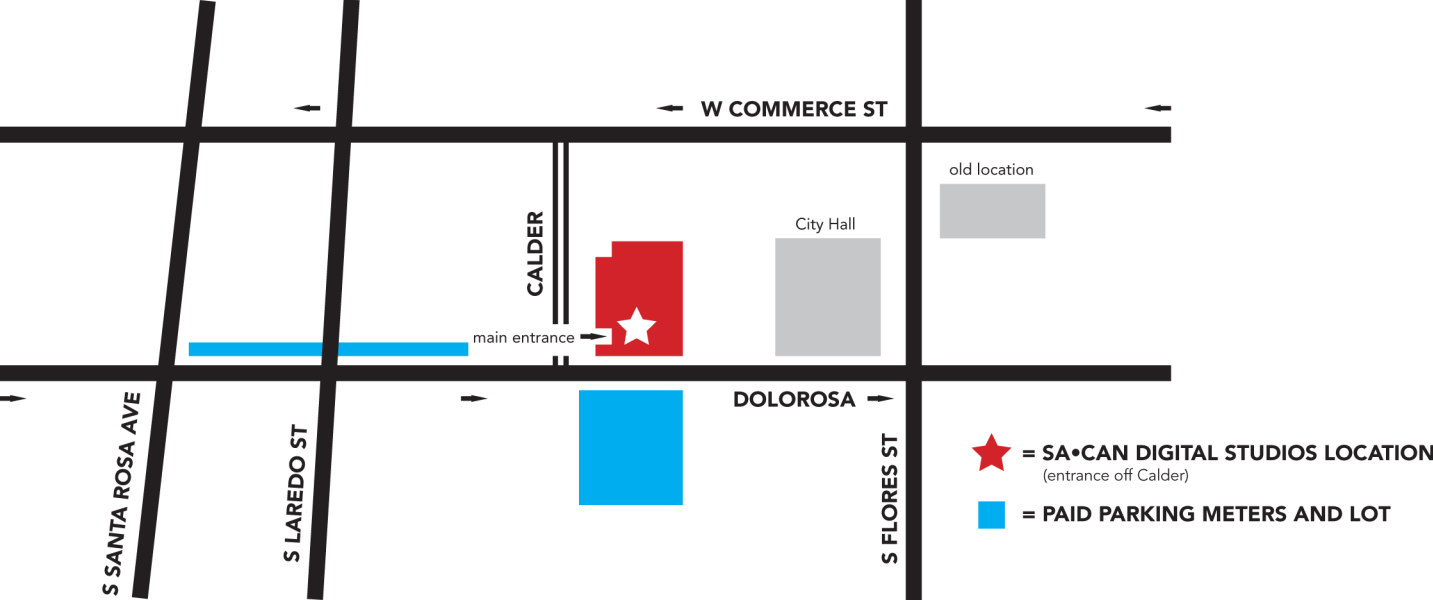 W COMMERCE ST
old location
City Hall
CALDER
main entrance
DOLOROSA
S SANTA ROSA AVE
S LAREDO ST
S FLORES ST
= SA•CAN DIGITAL STUDIOS LOCATION
(entrance off Calder)
= PAID PARKING METERS AND LOT